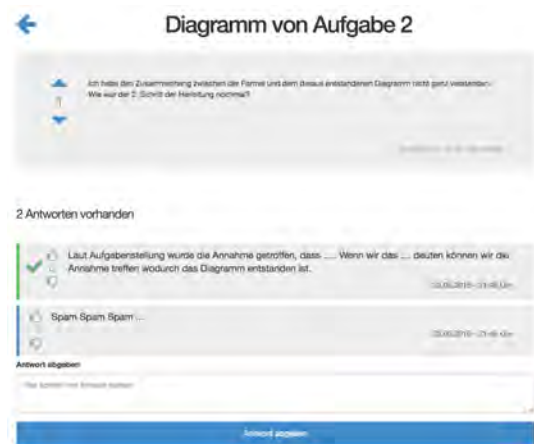 Diagramm von Aufgabe 2
Ich habe den Zusammenhang zwischen der Formel und dem daraus entstandenen Diagramm nicht ganz verstanden.
Wie war der 2. Schritt der Herleitung nochmal?
2 Antworten vorhanden
Laut Aufgabenstellung wurde die Annahme getroffen, dass .... Wenn wir das .... deuten können wir die
Annahme treffen wodurch das Diagramm entstanden ist.
Spam Spam Spam ...
Antwort abgeben
Antwort abgeben